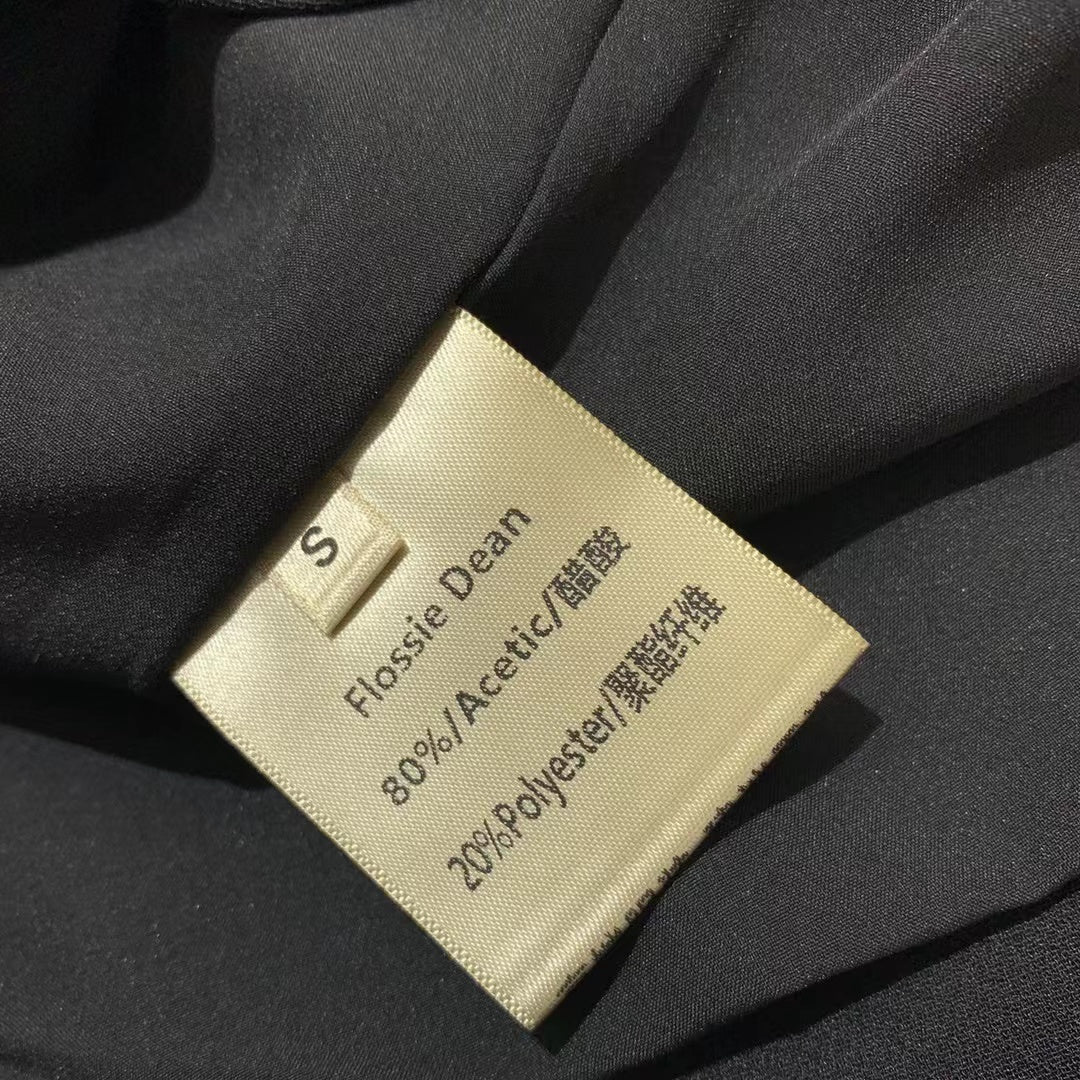 S
Flossie Dean
80%/Acetic/醋酸
20%Polyester/聚酯纤维